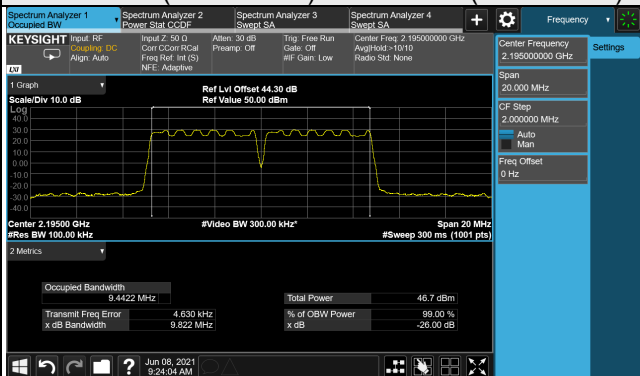 Spectrum Analyzer 1
Occupied BW
Spectrum Analyzer 2
Power Stat CCDF
Spectrum Analyzer 3
Swept SA
Spectrum Analyzer 4
Swept SA
Frequency
KEYSIGHT
Input: RF
Coupling: DC
Align: Auto
Input Z: 50 Ω
Corr CCorr RCal
Freq Ref: Int (S)
NFE: Adaptive
Atten: 30 dB
Preamp: Off
Trig: Free Run
Gate: Off
#IF Gain: Low
Center Freq: 2.195000000 GHz
Avg|Hold:>10/10
Radio Std: None
LXI
Center Frequency
2.195000000 GHz
Settings
Span
20.000 MHz
CF Step
2.000000 MHz
Auto
Man
Freq Offset
0 Hz
1 Graph
Scale/Div 10.0 dB
Ref Lvl Offset 44.30 dB
Ref Value 50.00 dBm
Log
40.0
30.0
20.0
10.0
0.00
-10.0
-20.0
-30.0
-40.0
Center 2.19500 GHz
#Res BW 100.00 kHz
#Video BW 300.00 kHz*
Span 20 MHz
#Sweep 300 ms (1001 pts)
2 Metrics
Occupied Bandwidth
9.4422 MHz
Total Power
46.7 dBm
Transmit Freq Error
4.630 kHz
% of OBW Power
99.00 %
x dB Bandwidth
9.822 MHz
x dB
-26.00 dB
?
Jun 08, 2021
9:24:04 AM